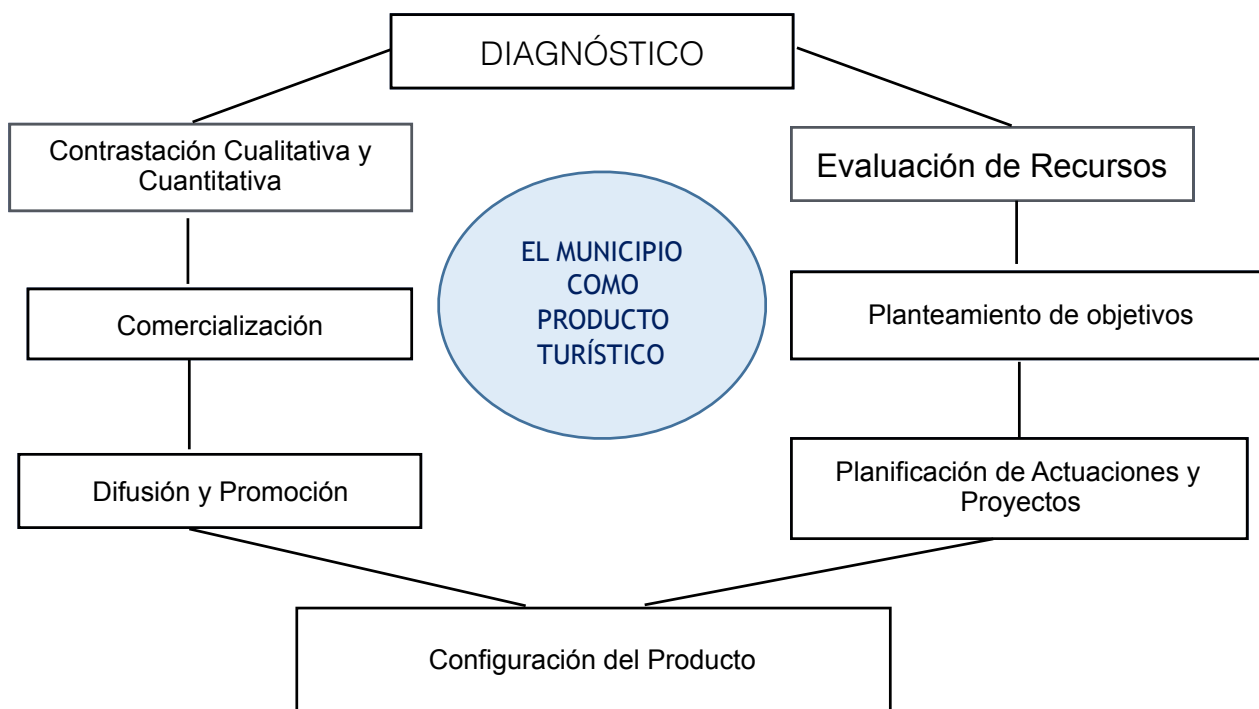 DIAGNÓSTICO
Contrastación Cualitativa y
Cuantitativa
Evaluación de Recursos
EL MUNICIPIO
COMO
PRODUCTO
TURÍSTICO
Comercialización
Planteamiento de objetivos
Difusión y Promoción
Planificación de Actuaciones y
Proyectos
Configuración del Producto